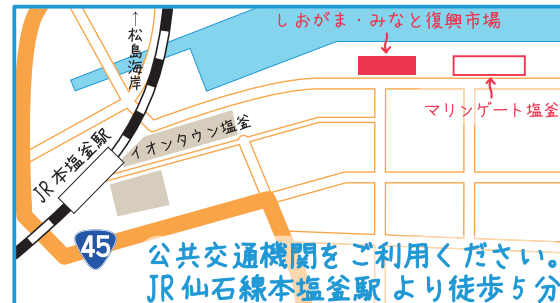 しおがま・みなと復興市場
↑松島海岸
マリンゲート塩釜
イオンタウン塩釜
JR本塩釜駅
45
公共交通機関をご利用ください。
JR仙石線本塩釜駅より徒歩5分